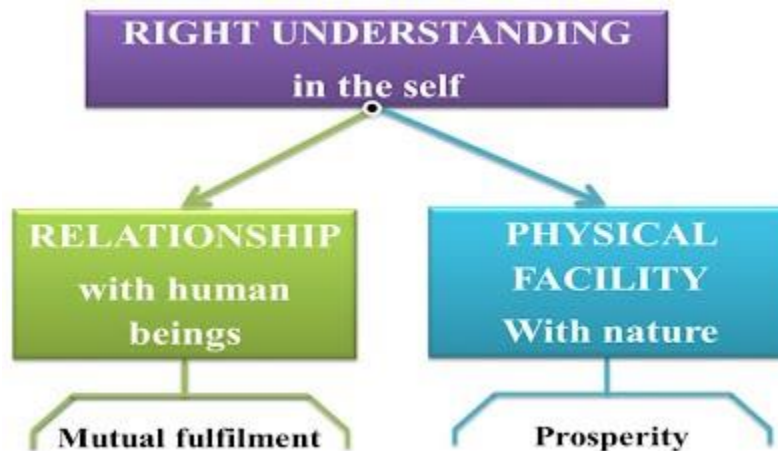 RIGHT UNDERSTANDING
in the self
RELATIONSHIP
with human
beings
PHYSICAL
FACILITY
With nature
Mutual fulfilment
Prosperity